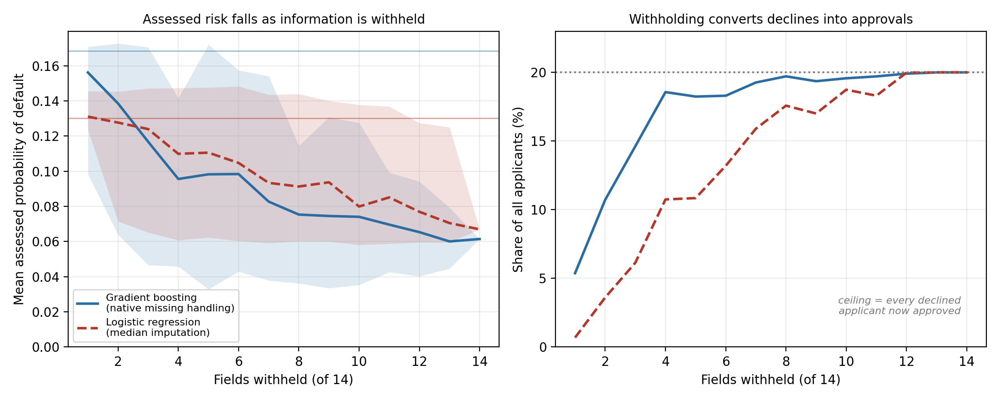 Assessed risk falls as information is withheld
Mean assessed probability of default
0.16
0.14
0.12
0.10
0.08
0.06
0.04
0.02
0.00
Gradient boosting
(native missing handling)
Logistic regression
(median imputation)
2 4 6 8 10 12 14
Fields withheld (of 14)
Withholding converts declines into approvals
Share of all applicants (%)
20
15
10
5
0
ceiling = every declined
applicant now approved
2 4 6 8 10 12 14
Fields withheld (of 14)